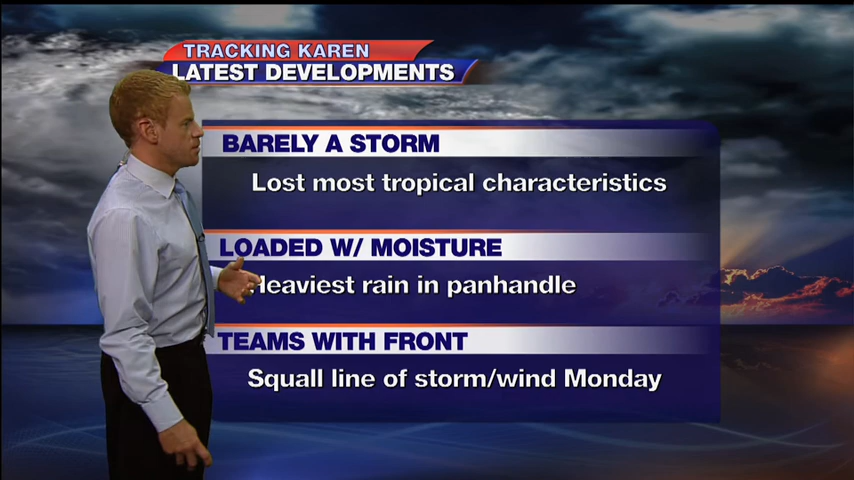 TRACKING KAREN
LATEST DEVELOPMENTS
BARELY A STORM
Lost most tropical characteristics
LOADED W/ MOISTURE
Heaviest rain in panhandle
TEAMS WITH FRONT
Squall line of storm/wind Monday